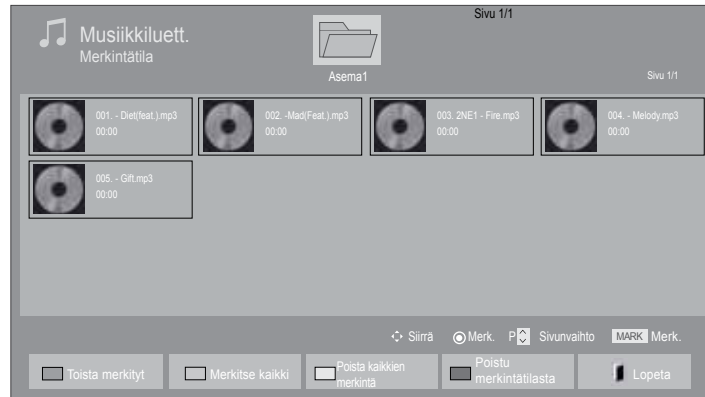 Sivu 1/1
Musiikkiluett.
Merkintätila
Asema1
Sivu 1/1
001. - Diet(feat.).mp3
00:00
002. -Mad(Feat.).mp3
00:00
003. 2NE1 - Fire.mp3
00:00
004. - Melody.mp3
00:00
005. - Gift.mp3
00:00
Siirrä
Merk.
P Sivunvaihto
MARK Merk.
Toista merkityt
Merkitse kaikki
Poista kaikkien
merkintä
Poistu
merkintätilasta
Lopeta